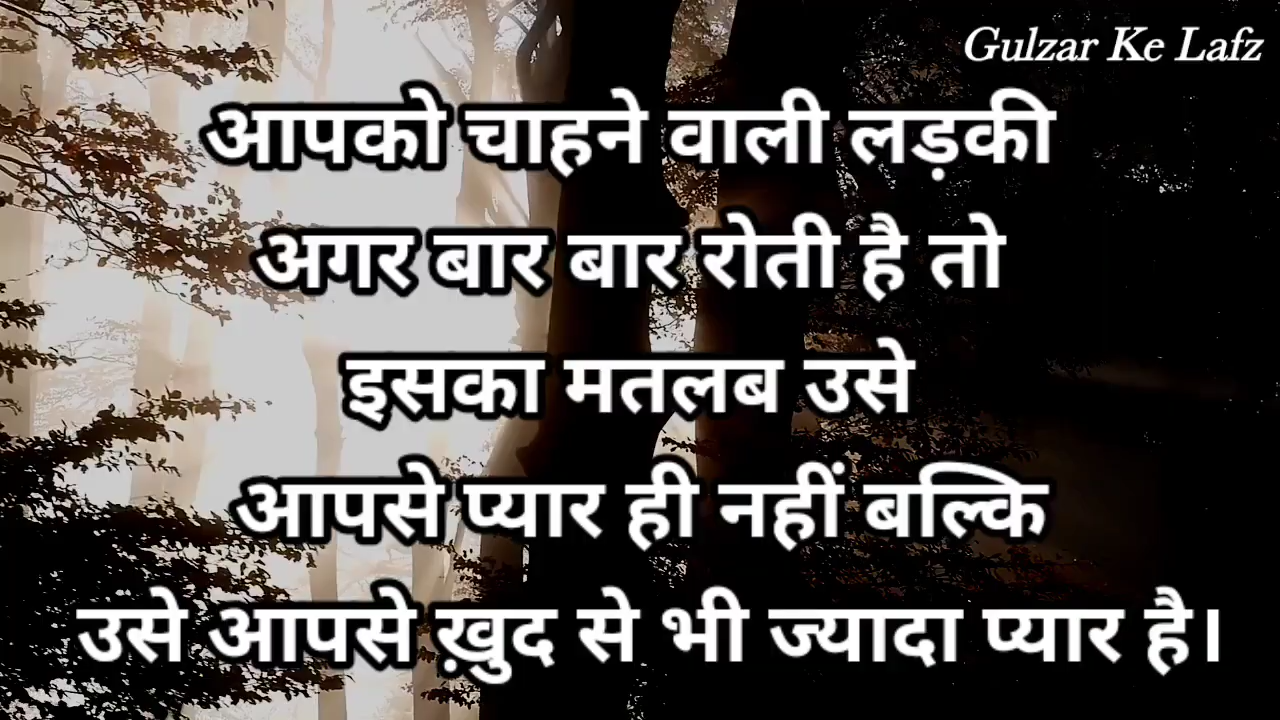 Gulzar Ke Lafz
आपको चाहने वाली लड़की
अगर बार बार रोती है तो
इसका मतलब उसे
आपसे प्यार ही नहीं बल्कि
उसे आपसे ख़ुद से भी ज्यादा प्यार है।